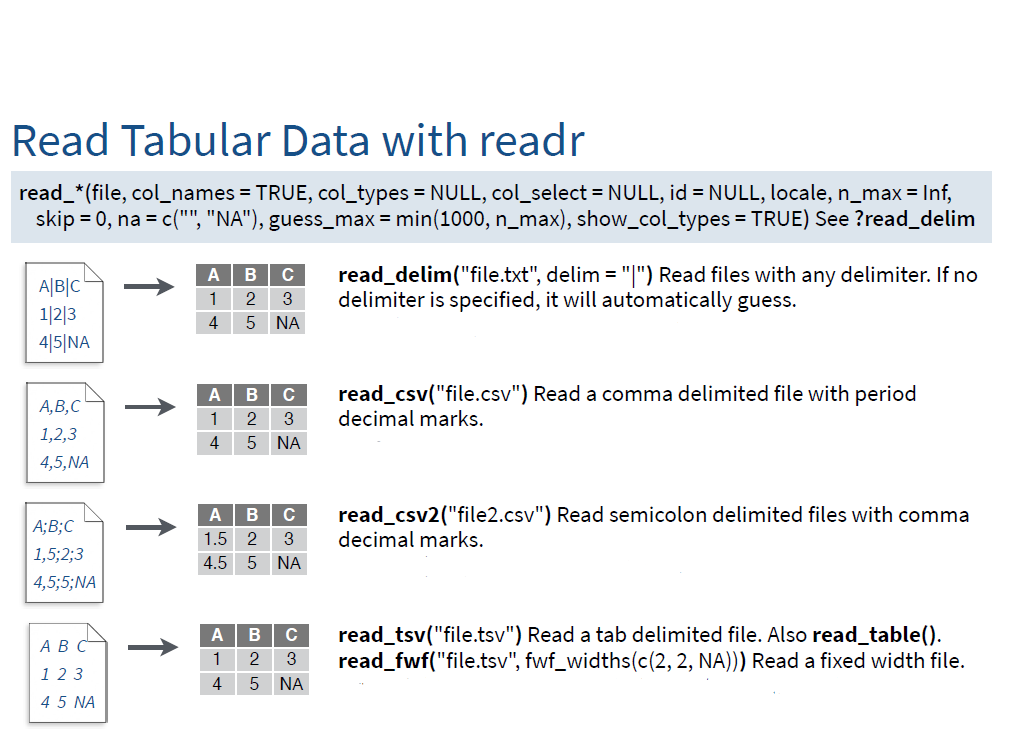 Read Tabular Data with readr
read_*(file, col_names = TRUE, col_types = NULL, col_select = NULL, id = NULL, locale, n_max = Inf,
skip = 0, na = c("", "NA"), guess_max = min(1000, n_max), show_col_types = TRUE) See ?read_delim
A|B|C
1|2|3
4|5|NA
A B C
1 2 3
4 5 NA
read_delim("file.txt", delim = "|") Read files with any delimiter. If no
delimiter is specified, it will automatically guess.
A,B,C
1,2,3
4,5,NA
A B C
1 2 3
4 5 NA
read_csv("file.csv") Read a comma delimited file with period
decimal marks.
A;B;C
1,5;2;3
4,5;5;NA
A B C
1.5 2 3
4.5 5 NA
read_csv2("file2.csv") Read semicolon delimited files with comma
decimal marks.
A B C
1 2 3
4 5 NA
A B C
1 2 3
4 5 NA
read_tsv("file.tsv") Read a tab delimited file. Also read_table().
read_fwf("file.tsv", fwf_widths(c(2, 2, NA))) Read a fixed width file.